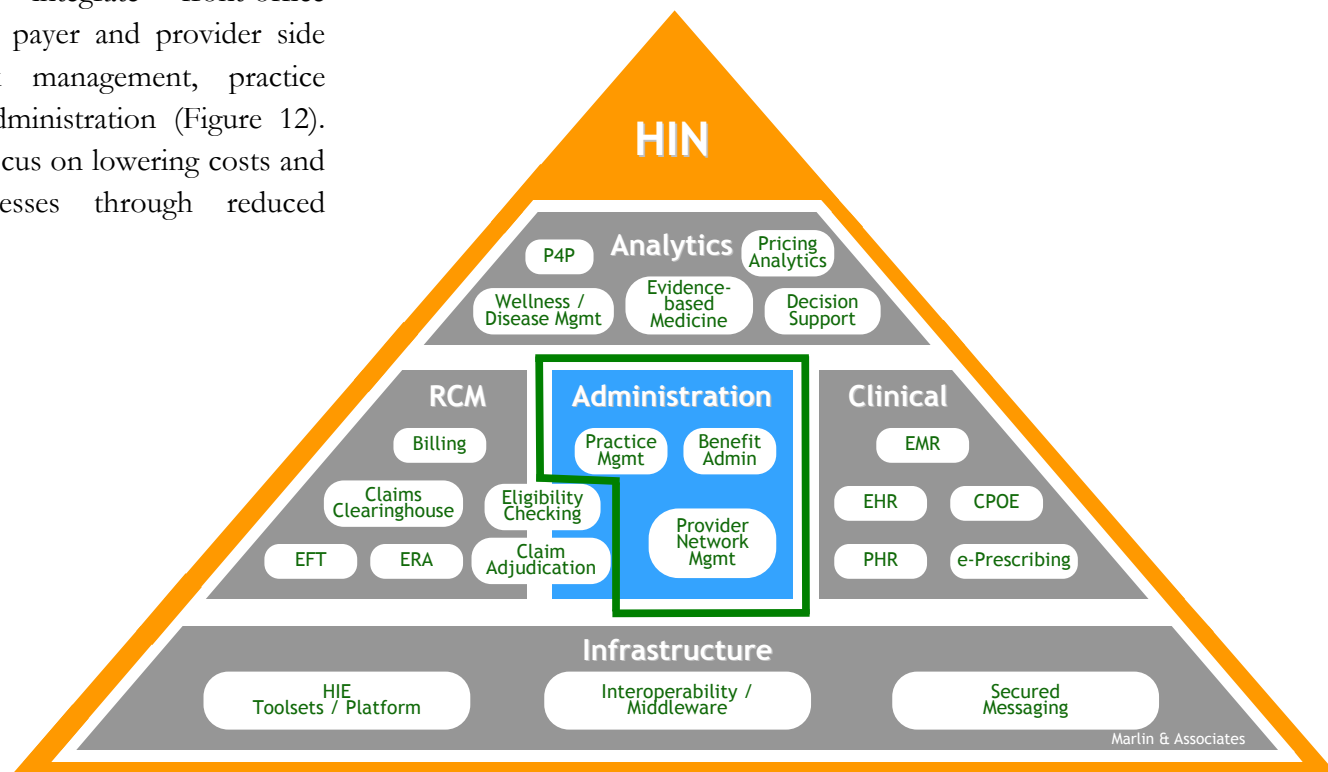 integrate front-office
payer and provider side
management, practice
dministration (Figure 12).
cus on lowering costs and
esses through reduced
HIN
Analytics
P4P
Pricing
Analytics
Wellness /
Disease Mgmt
Evidence-
based
Medicine
Decision
Support
RCM
Billing
Claims
Clearinghouse
Eligibility
Checking
EFT
ERA
Claim
Adjudication
Administration
Practice
Mgmt
Benefit
Admin
Provider
Network
Mgmt
Clinical
EMR
EHR
CPOE
PHR
e-Prescribing
Infrastructure
HIE
Toolsets / Platform
Interoperability /
Middleware
Secured
Messaging
Marlin & Associates